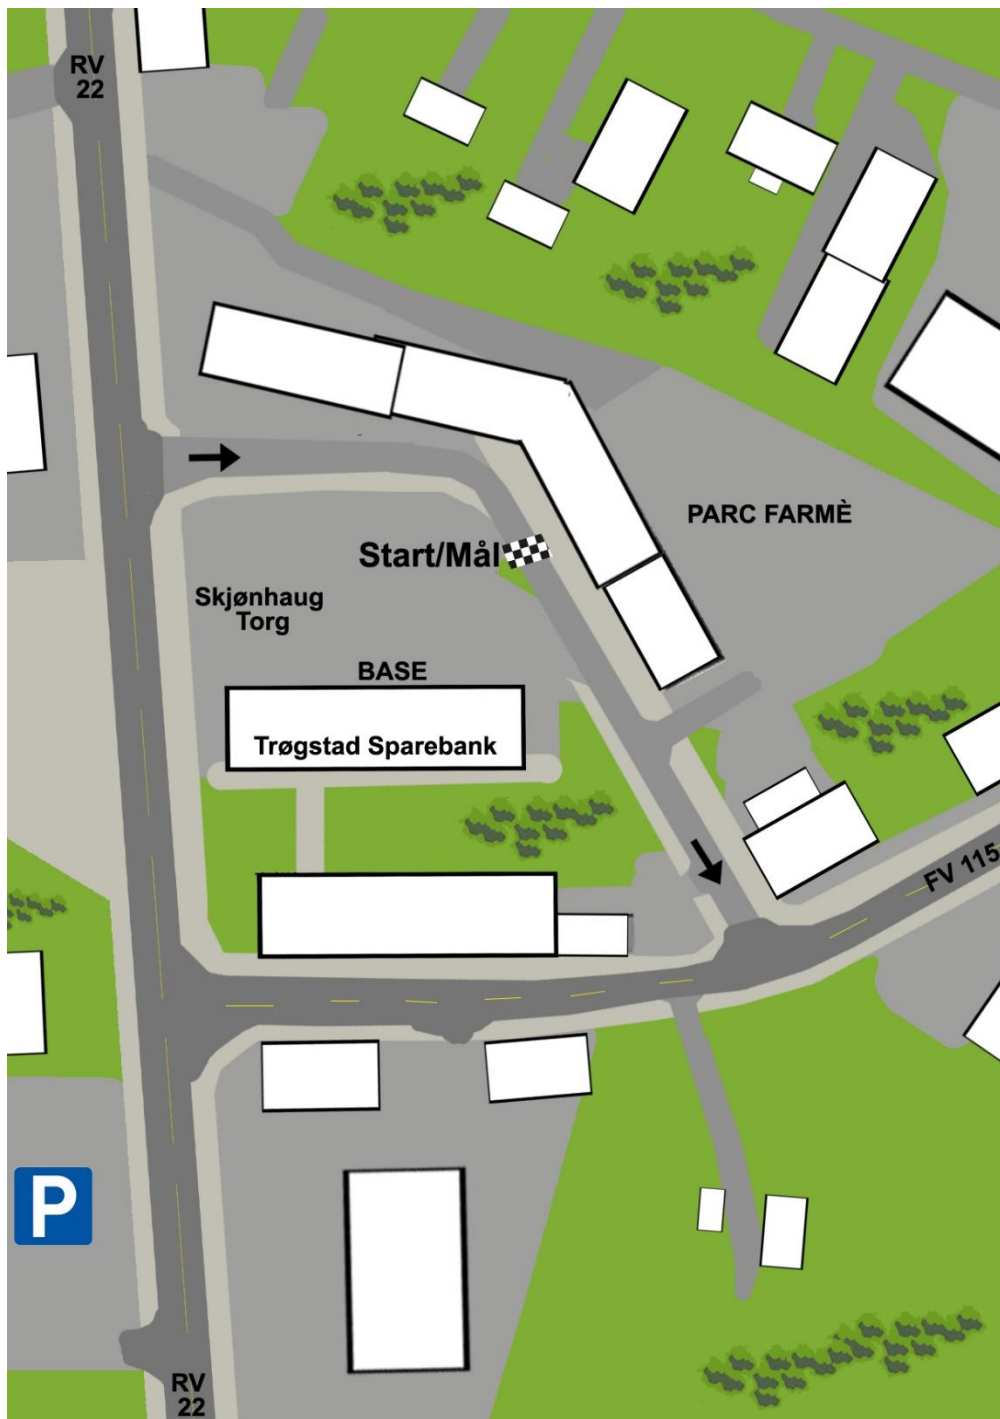 RV
22
PARC FARMÈ
Start/Mål
Skjønhaug
Torg
BASE
Trøgstad Sparebank
FV 115
P
RV
22